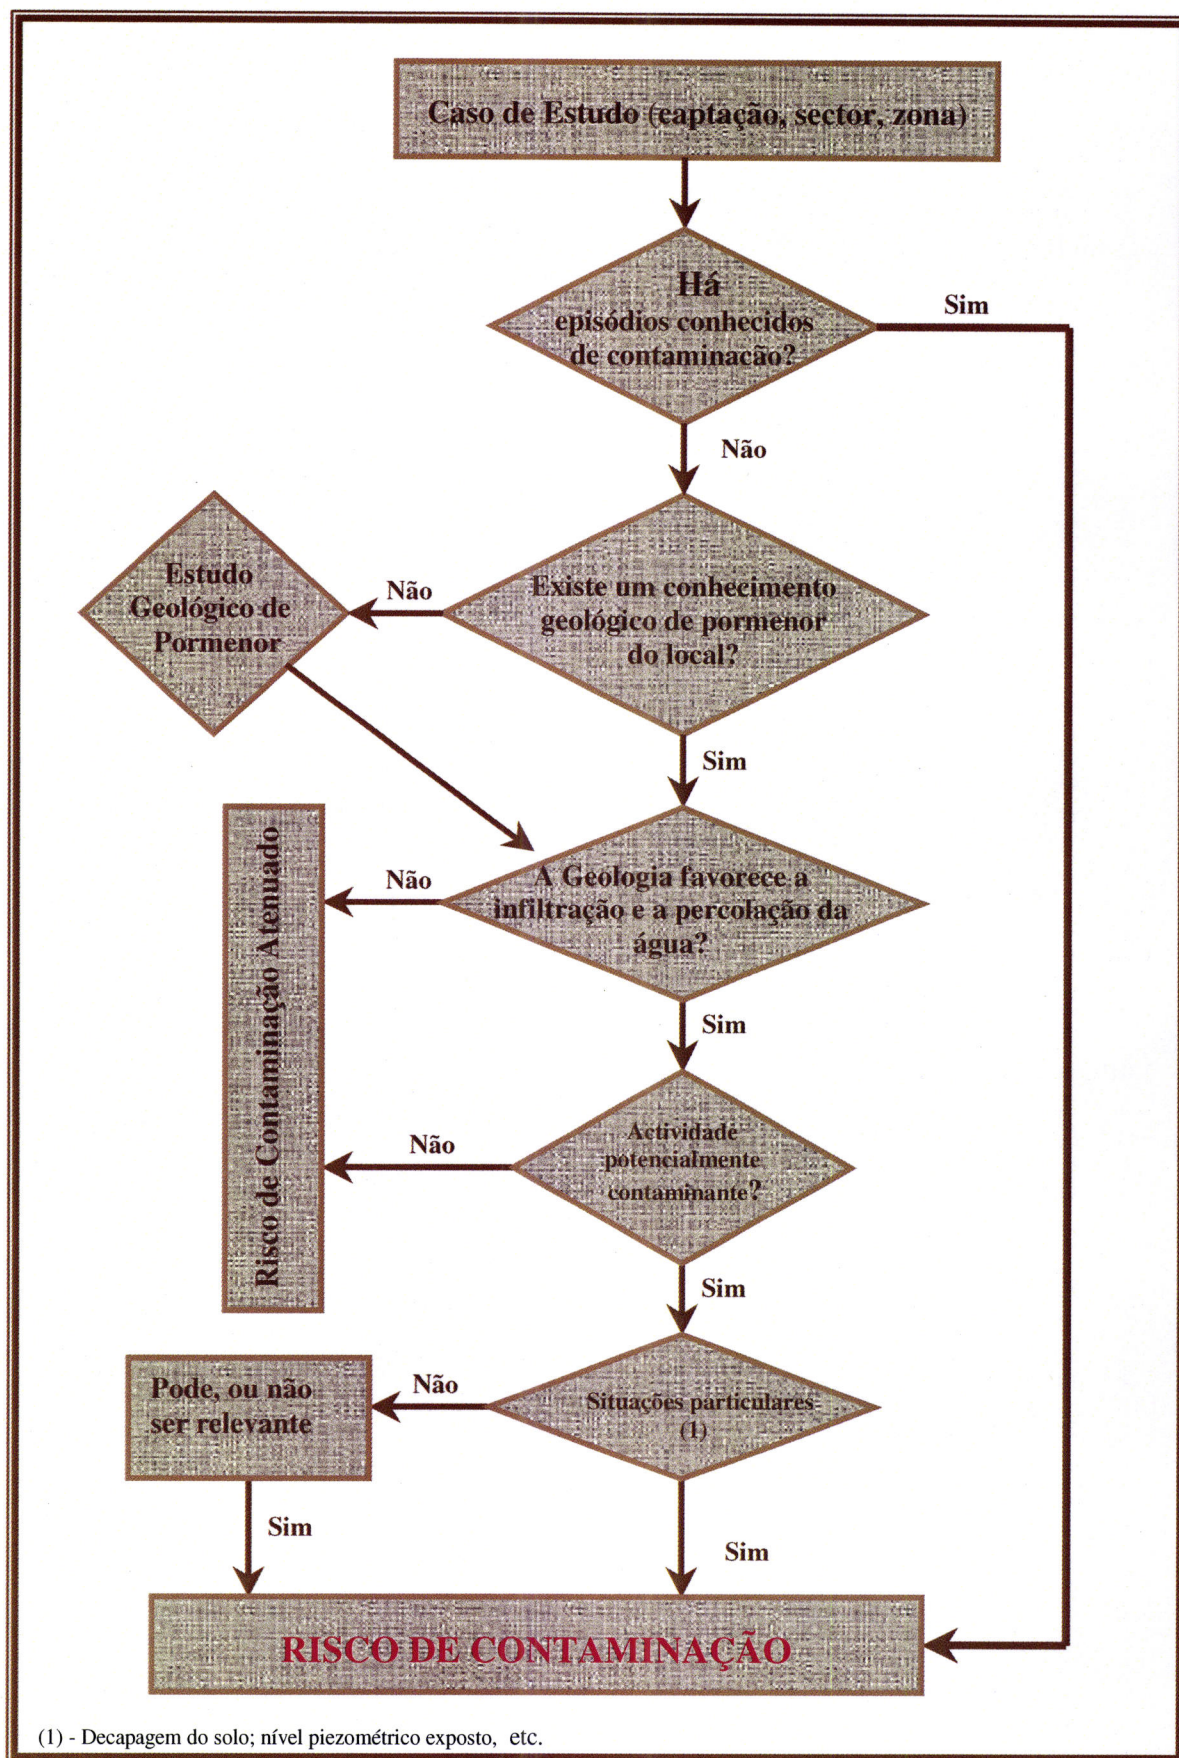 Caso de Estudo (captação, sector, zona)
Há
episódios conhecidos
de contaminação?
Sim
Não
Existe um conhecimento
geológico de pormenor
do local?
Não
Estudo
Geológico de
Pormenor
Sim
A Geologia favorece a
infiltração e a percolação da
água?
Não
Risco de Contaminação Atenuado
Sim
Actividade
potencialmente
contaminante?
Não
Sim
Situações particulares
(1)
Não
Pode, ou não
ser relevante
Sim
Sim
RISCO DE CONTAMINAÇÃO
(1) - Decapagem do solo; nível piezométrico exposto, etc.